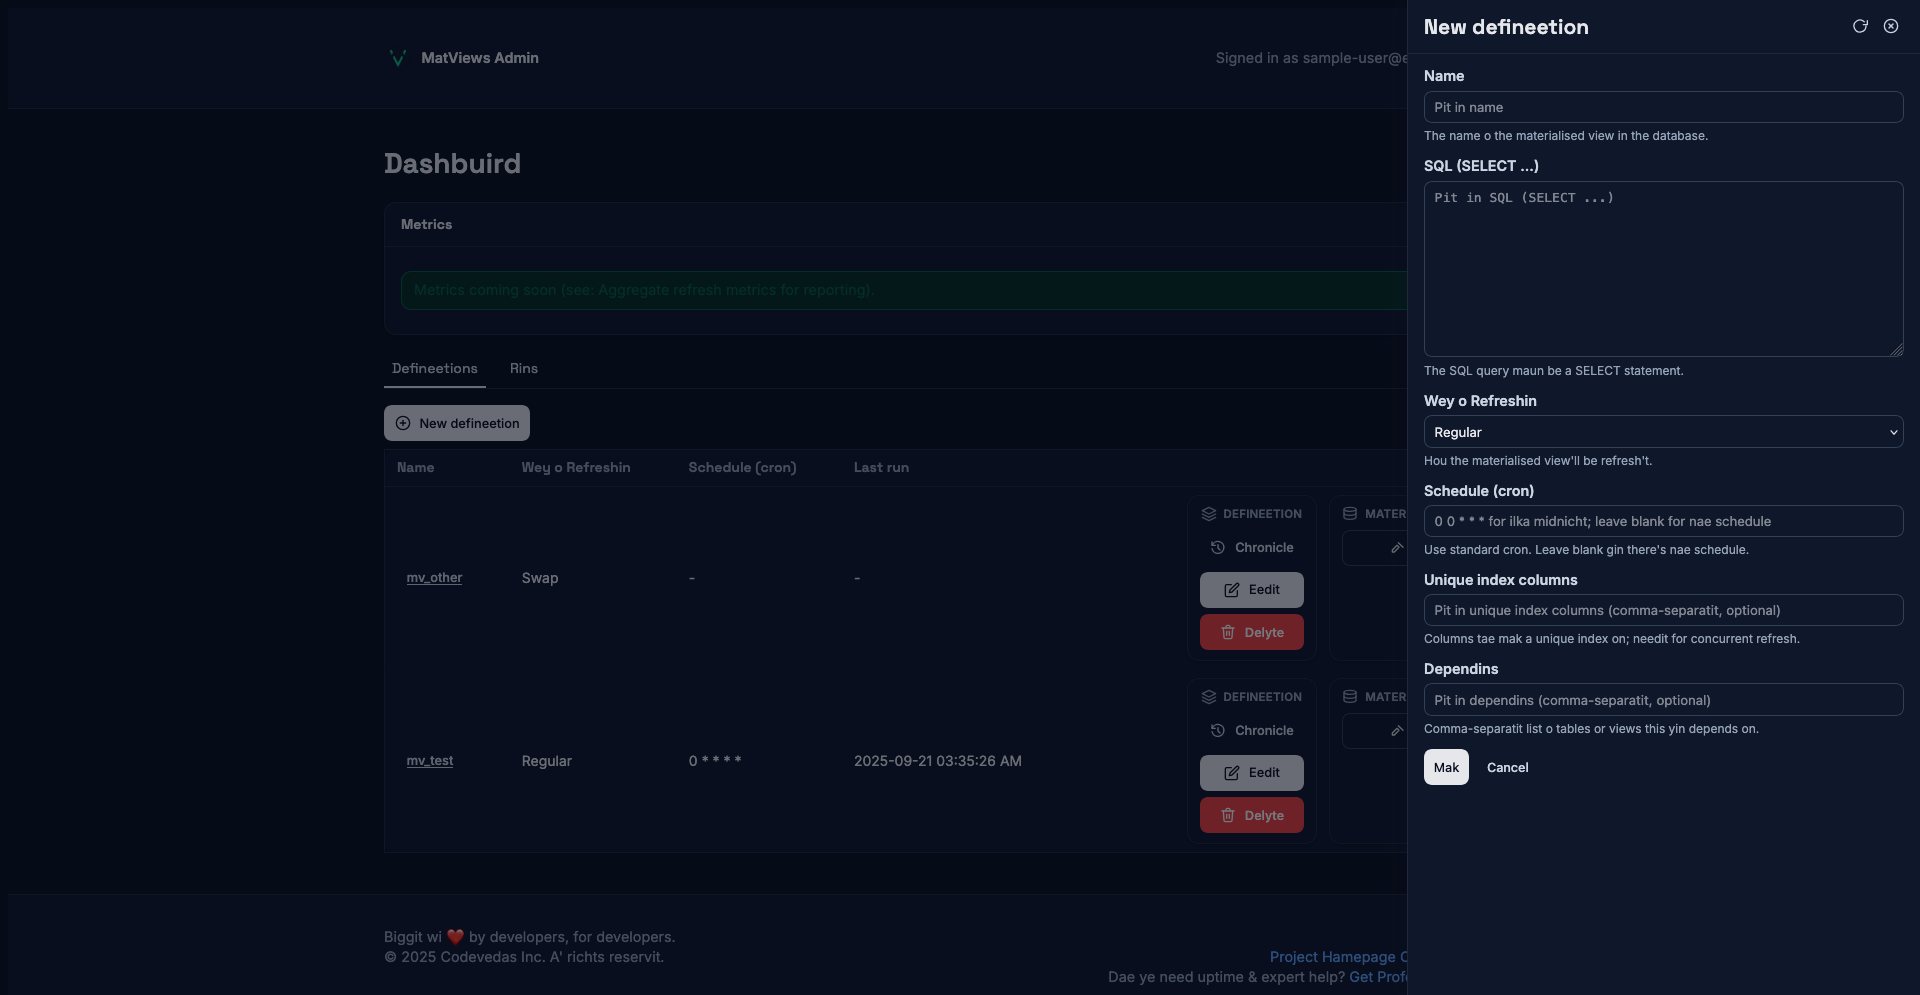 MatViews Admin
Signed in as sample-user@e
Dashbuird
Metrics
Metrics coming soon (see: Aggregate refresh metrics for reporting).
Defineetions
Rins
New defineetion
Name
Wey o Refreshin
Schedule (cron)
Last run
mv_other
Swap
-
-
DEFINEETION
Chronicle
Eedit
Delyte
MATER
mv_test
Regular
0 * * * *
2025-09-21 03:35:26 AM
DEFINEETION
Chronicle
Eedit
Delyte
MATER
Biggit wi ❤️ by developers, for developers.
© 2025 Codevedas Inc. A' richts reservit.
Project Hamepage
Dae ye need uptime & expert help? Get Prof
New defineetion
Name
Pit in name
The name o the materialised view in the database.
SQL (SELECT ...)
Pit in SQL (SELECT ...)
The SQL query maun be a SELECT statement.
Wey o Refreshin
Regular
Hou the materialised view'll be refresh't.
Schedule (cron)
0 0 * * * for ilka midnicht; leave blank for nae schedule
Use standard cron. Leave blank gin there's nae schedule.
Unique index columns
Pit in unique index columns (comma-separatit, optional)
Columns tae mak a unique index on; needit for concurrent refresh.
Dependins
Pit in dependins (comma-separatit, optional)
Comma-separatit list o tables or views this yin depends on.
Mak
Cancel